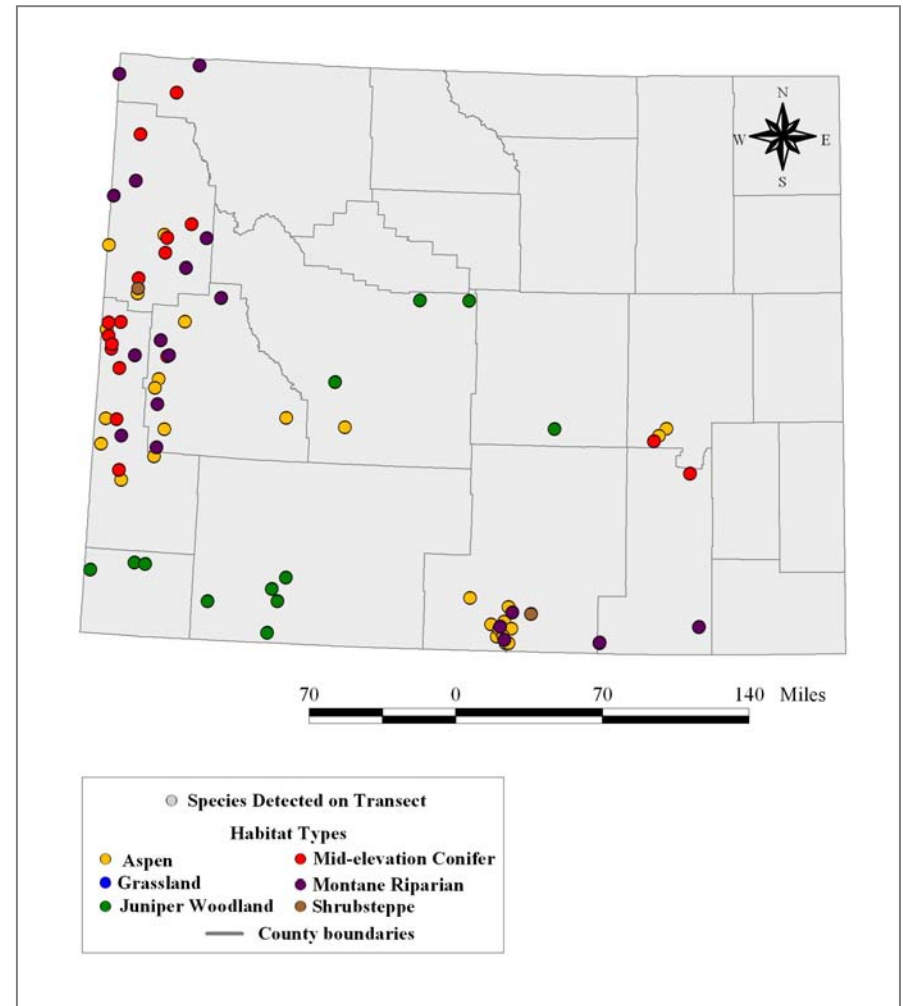 N
W E
S
70 0 70 140 Miles
Species Detected on Transect
Habitat Types
Aspen Mid-elevation Conifer
Grassland Montane Riparian
Juniper Woodland Shrubsteppe
County boundaries